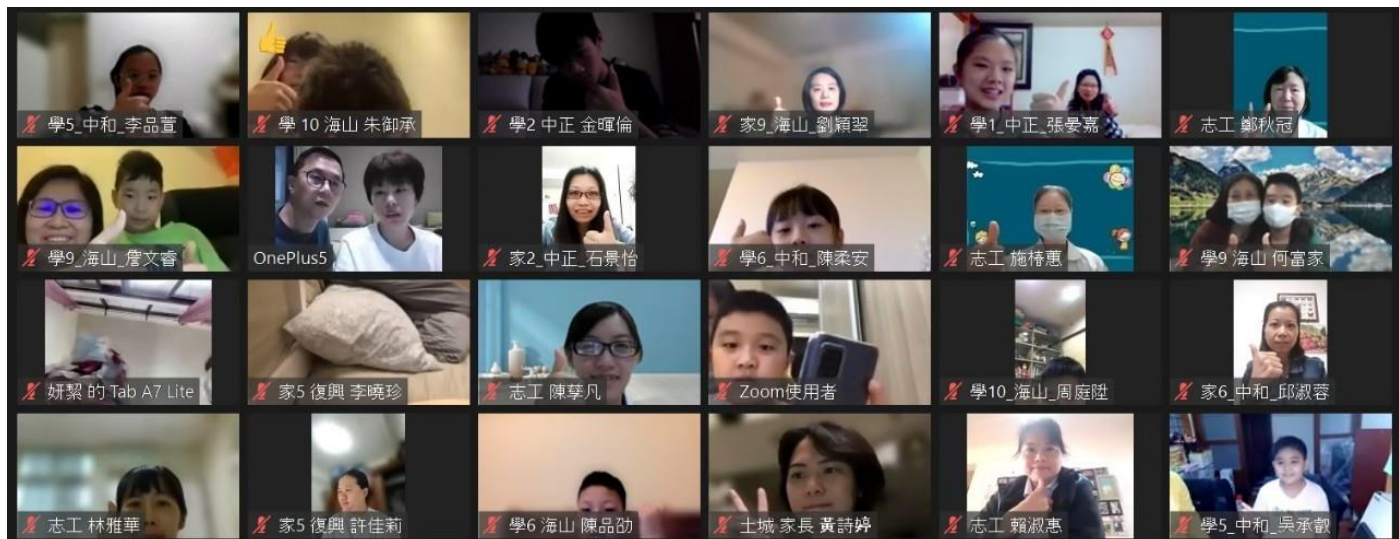 學5_中和_李品萱
學 10 海山 朱御承
學2 中正 金暉倫
家9_海山_劉穎翠
學1_中正_張晏嘉
志工 鄭秋冠
學9_海山_詹文睿
OnePlus5
家2_中正_石景怡
學6_中和_陳柔安
志工 施椿惠
學9 海山 何富家
妍絜 的 Tab A7 Lite
家5 復興 李曉珍
志工 陳孳凡
Zoom使用者
學10_海山_周庭陞
家6_中和_邱淑蓉
志工 林雅華
家5 復興 許佳莉
學6 海山 陳品劭
土城 家長 黃詩婷
志工 賴淑惠
學5_中和_吳承叡